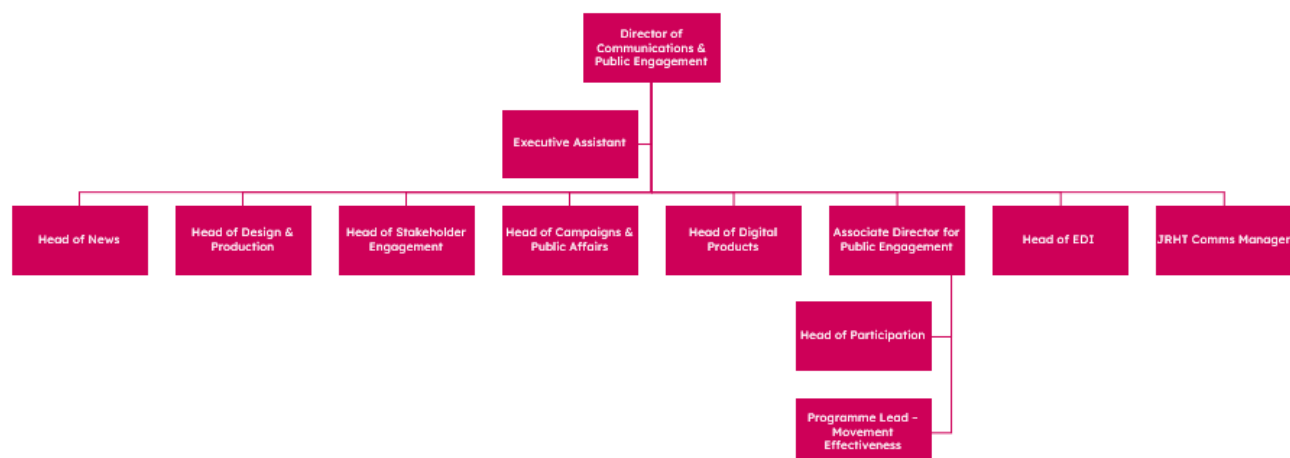 Director of
Communications &
Public Engagement
Executive Assistant
Head of News
Head of Design &
Production
Head of Stakeholder
Engagement
Head of Campaigns &
Public Affairs
Head of Digital
Products
Associate Director for
Public Engagement
Head of EDI
JRHT Comms Manager
Head of Participation
Programme Lead –
Movement
Effectiveness